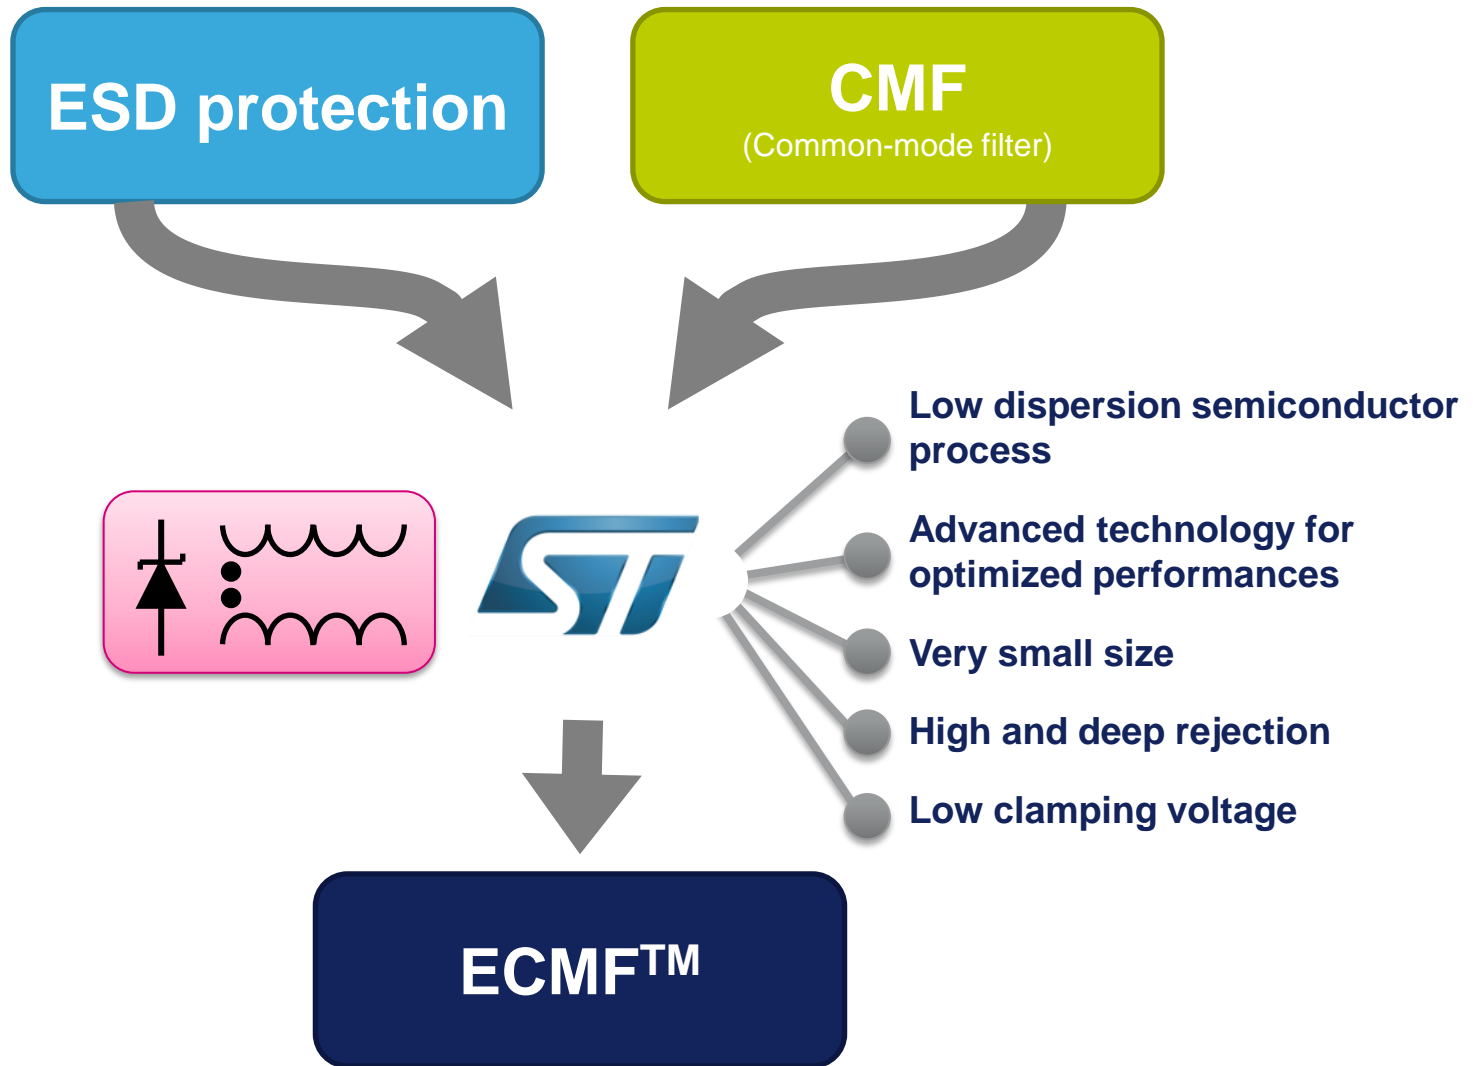 ESD protection
CMF
(Common-mode filter)
Low dispersion semiconductor
process
Advanced technology for
optimized performances
ST
Very small size
High and deep rejection
Low clamping voltage
ECMF™